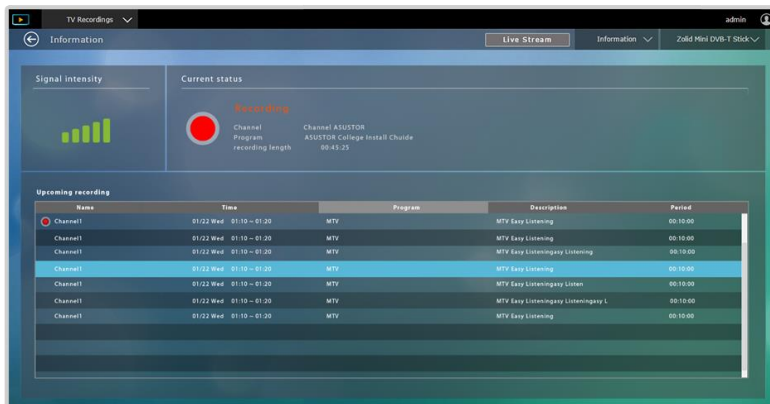 TV Recordings
admin
Information
Live Stream
Information
Zolid Mini DVB-T Stick
Signal intensity
Current status
Recording
Channel Channel ASUSTOR
Program ASUSTOR College Install Chuide
recording length 00:45:25
Upcoming recording
Name Time Program Description Period
Channel1 01/22 Wed 01:10 ~ 01:20 MTV MTV Easy Listening 00:10:00
Channel1 01/22 Wed 01:10 ~ 01:20 MTV MTV Easy Listening 00:10:00
Channel1 01/22 Wed 01:10 ~ 01:20 MTV MTV Easy Listeningasy Listening 00:10:00
Channel1 01/22 Wed 01:10 ~ 01:20 MTV MTV Easy Listening 00:10:00
Channel1 01/22 Wed 01:10 ~ 01:20 MTV MTV Easy Listeningasy Listen 00:10:00
Channel1 01/22 Wed 01:10 ~ 01:20 MTV MTV Easy Listeningasy Listeningasy L 00:10:00
Channel1 01/22 Wed 01:10 ~ 01:20 MTV MTV Easy Listening 00:10:00